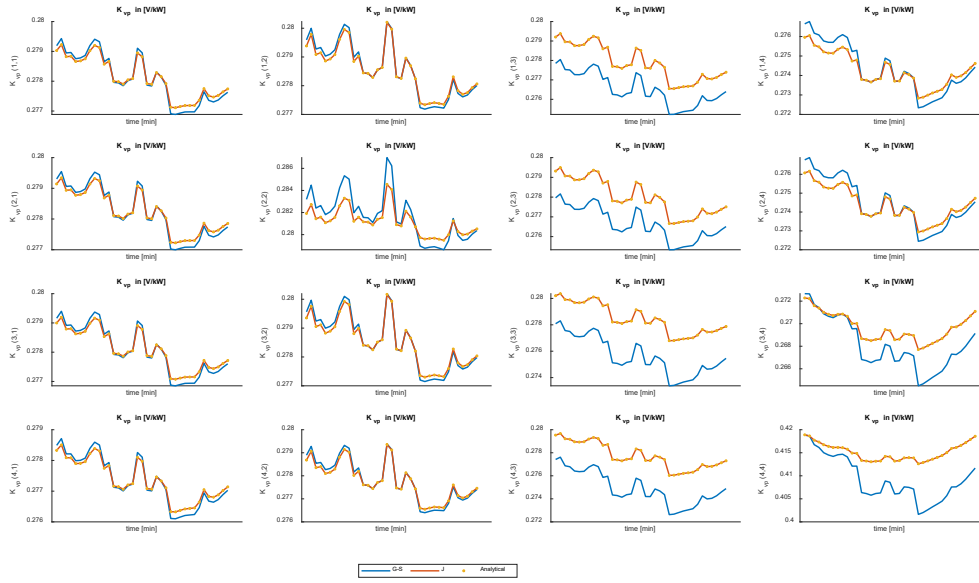 K vp in [V/kW] K vp in [V/kW] K vp in [V/kW] K vp in [V/kW]
0.28 0.28 0.28
0.279 0.279 0.278 0.276
0.278 0.278 0.276 0.274
0.277 0.277 0.272
K vp (1,1) K vp (1,2) K vp (1,3) K vp (1,4)
time [min] time [min] time [min] time [min]
K vp in [V/kW] K vp in [V/kW] K vp in [V/kW] K vp in [V/kW]
0.28 0.286 0.28 0.276
0.279 0.284 0.278 0.274
0.278 0.282 0.276 0.272
0.277 0.28
K vp (2,1) K vp (2,2) K vp (2,3) K vp (2,4)
time [min] time [min] time [min] time [min]
K vp in [V/kW] K vp in [V/kW] K vp in [V/kW] K vp in [V/kW]
0.28 0.28 0.28 0.272
0.279 0.279 0.278 0.27
0.278 0.278 0.276 0.268
0.277 0.277 0.274 0.266
K vp (3,1) K vp (3,2) K vp (3,3) K vp (3,4)
time [min] time [min] time [min] time [min]
K vp in [V/kW] K vp in [V/kW] K vp in [V/kW] K vp in [V/kW]
0.279 0.28 0.28 0.42
0.278 0.279 0.278 0.415
0.277 0.278 0.276 0.41
0.276 0.277 0.274 0.405
0.276 0.272 0.4
K vp (4,1) K vp (4,2) K vp (4,3) K vp (4,4)
time [min] time [min] time [min] time [min]
G-S J Analytical